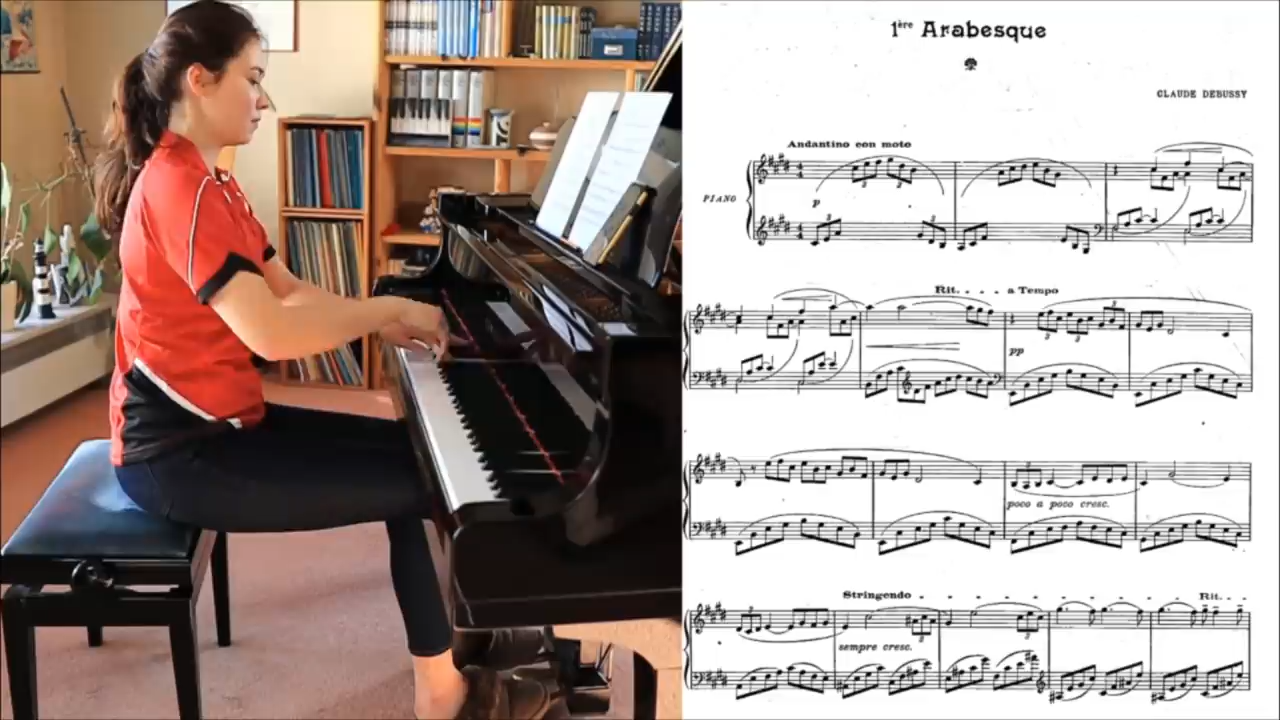 1ère Arabesque
CLAUDE DEBUSSY
Andantino con moto
PIANO
p
Rit. . . . a Tempo
pp
poco a poco cresc.
Stringendo - - - - - - - - - - Rit. . .
sempre cresc.